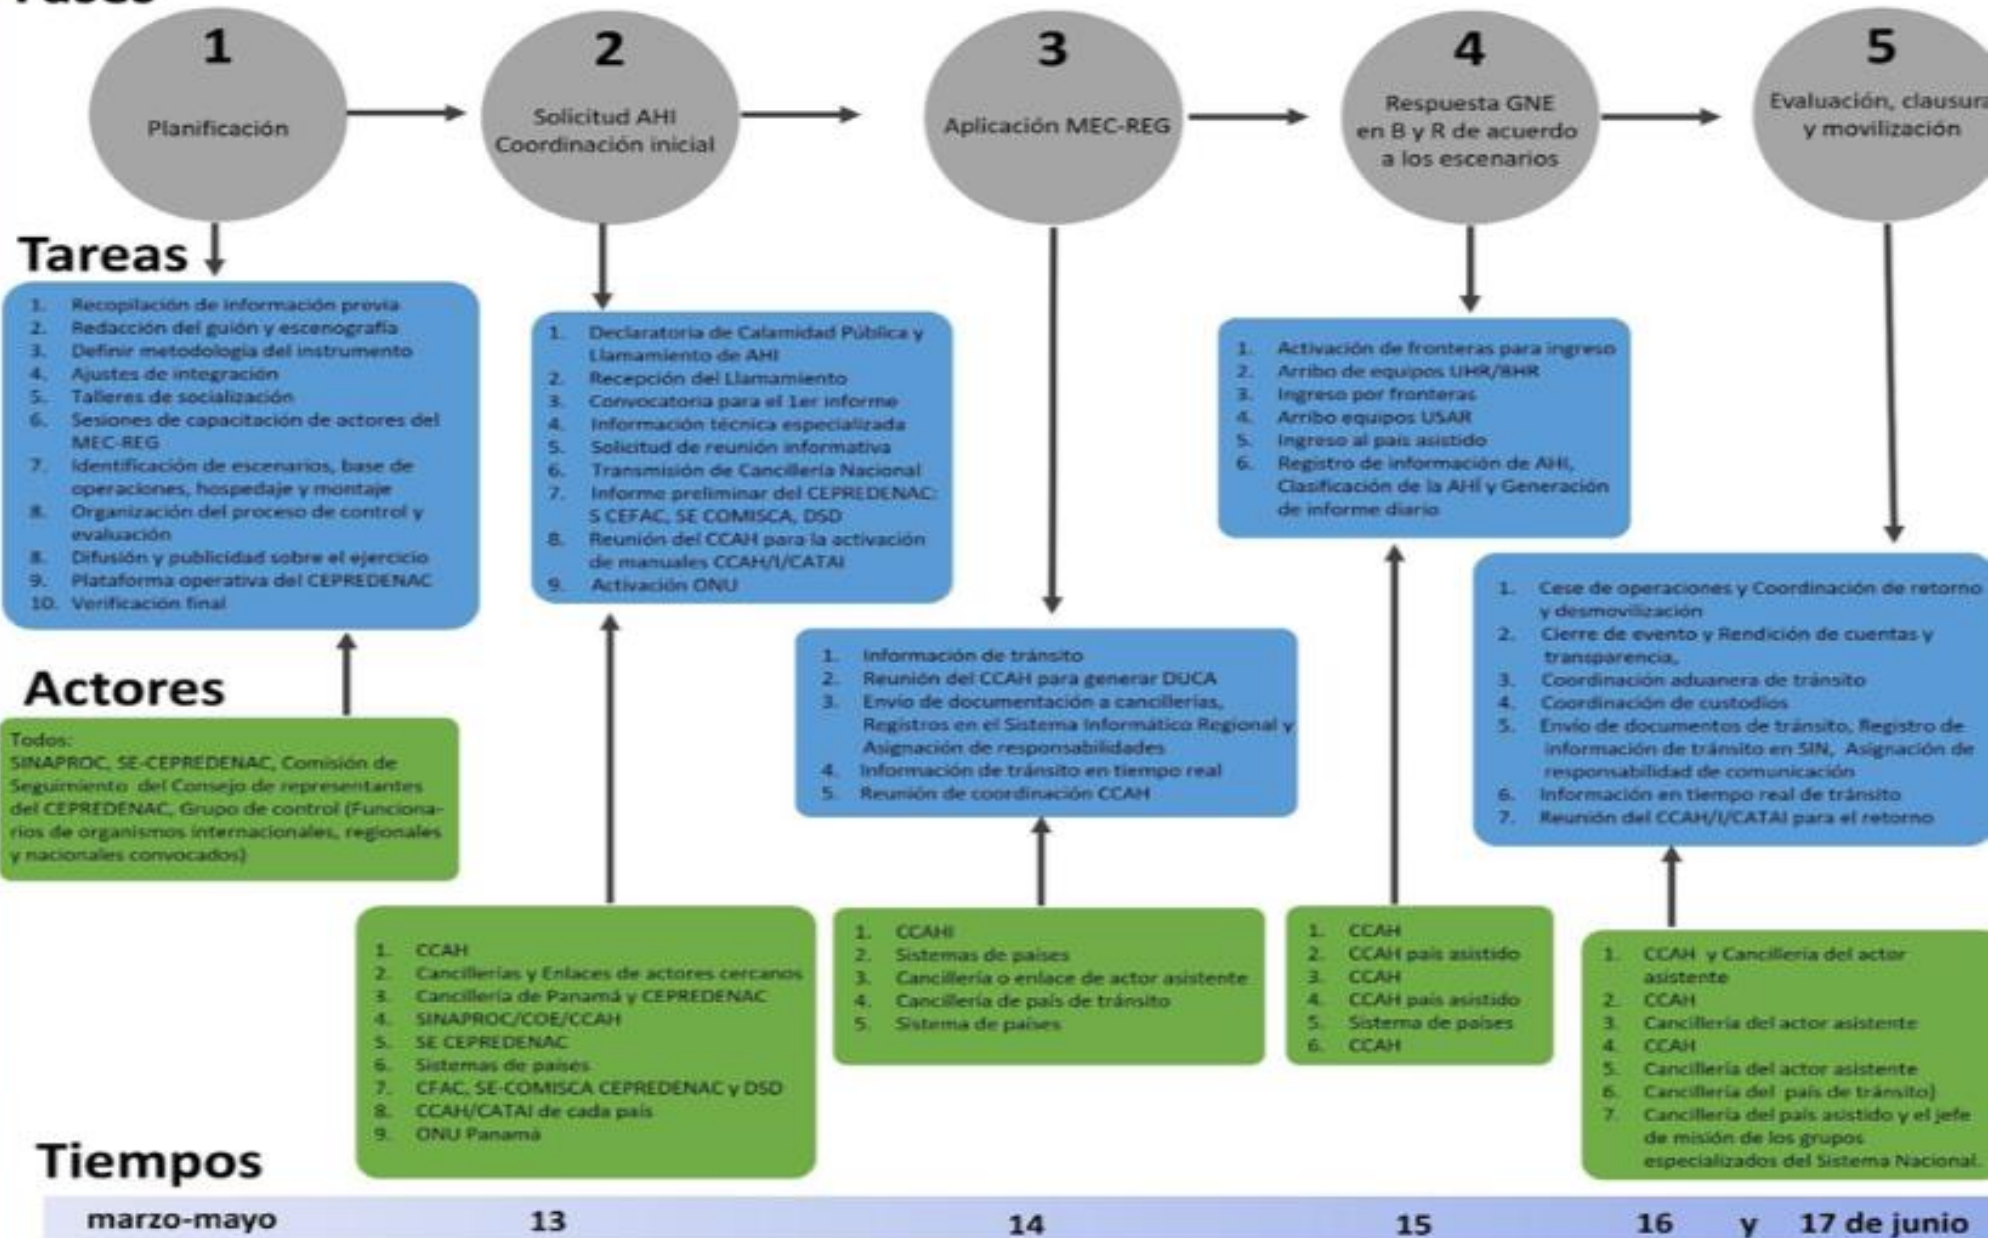 Fases
1
Planificación
2
Solicitud AHI
Coordinación inicial
3
Aplicación MEC-REG
4
Respuesta GNE
en B y R de acuerdo
a los escenarios
5
Evaluación, clausura
y movilización
Tareas
1. Recopilación de información previa
2. Redacción del guión y escenografía
3. Definir metodología del instrumento
4. Ajustes de integración
5. Talleres de socialización
6. Sesiones de capacitación de actores del
MEC-REG
7. Identificación de escenarios, base de
operaciones, hospedaje y montaje
8. Organización del proceso de control y
evaluación
8. Difusión y publicidad sobre el ejercicio
9. Plataforma operativa del CEPREDENAC
10. Verificación final
1. Declaratoria de Calamidad Pública y
Llamamiento de AHI
2. Recepción del Llamamiento
3. Convocatoria para el 1er informe
4. Información técnica especializada
5. Solicitud de reunión informativa
6. Transmisión de Cancillería Nacional
7. Informe preliminar del CEPREDENAC:
S CEFAC, SE COMISCA, DSD
8. Reunión del CCAH para la activación
de manuales CCAH/I/CATAI
9. Activación ONU
1. Información de tránsito
2. Reunión del CCAH para generar DUCA
3. Envío de documentación a cancillerías,
Registros en el Sistema Informático Regional y
Asignación de responsabilidades
4. Información de tránsito en tiempo real
5. Reunión de coordinación CCAH
1. Activación de fronteras para ingreso
2. Arribo de equipos UHR/BHR
3. Ingreso por fronteras
4. Arribo equipos USAR
5. Ingreso al país asistido
6. Registro de información de AHI,
Clasificación de la AHI y Generación
de informe diario
1. Cese de operaciones y Coordinación de retorno
y desmovilización
2. Cierre de evento y Rendición de cuentas y
transparencia,
3. Coordinación aduanera de tránsito
4. Coordinación de custodios
5. Envío de documentos de tránsito, Registro de
información de tránsito en SIN, Asignación de
responsabilidad de comunicación
6. Información en tiempo real de tránsito
7. Reunión del CCAH/I/CATAI para el retorno
Actores
Todos:
SINAPROC, SE-CEPREDENAC, Comisión de
Seguimiento del Consejo de representantes
del CEPREDENAC, Grupo de control (Funciona-
rios de organismos internacionales, regionales
y nacionales convocados)
1. CCAH
2. Cancillerías y Enlaces de actores cercanos
3. Cancillería de Panamá y CEPREDENAC
4. SINAPROC/COE/CCAH
5. SE CEPREDENAC
6. Sistemas de países
7. CFAC, SE-COMISCA CEPREDENAC y DSD
8. CCAH/CATAI de cada país
9. ONU Panamá
1. CCAHI
2. Sistemas de países
3. Cancillería o enlace de actor asistente
4. Cancillería de país de tránsito
5. Sistema de países
1. CCAH
2. CCAH país asistido
3. CCAH
4. CCAH país asistido
5. Sistema de países
6. CCAH
1. CCAH y Cancillería del actor
asistente
2. CCAH
3. Cancillería del actor asistente
4. CCAH
5. Cancillería del actor asistente
6. Cancillería del país de tránsito)
7. Cancillería del país asistido y el jefe
de misión de los grupos
especializados del Sistema Nacional.
Tiempos
marzo-mayo 13 14 15 16 y 17 de junio